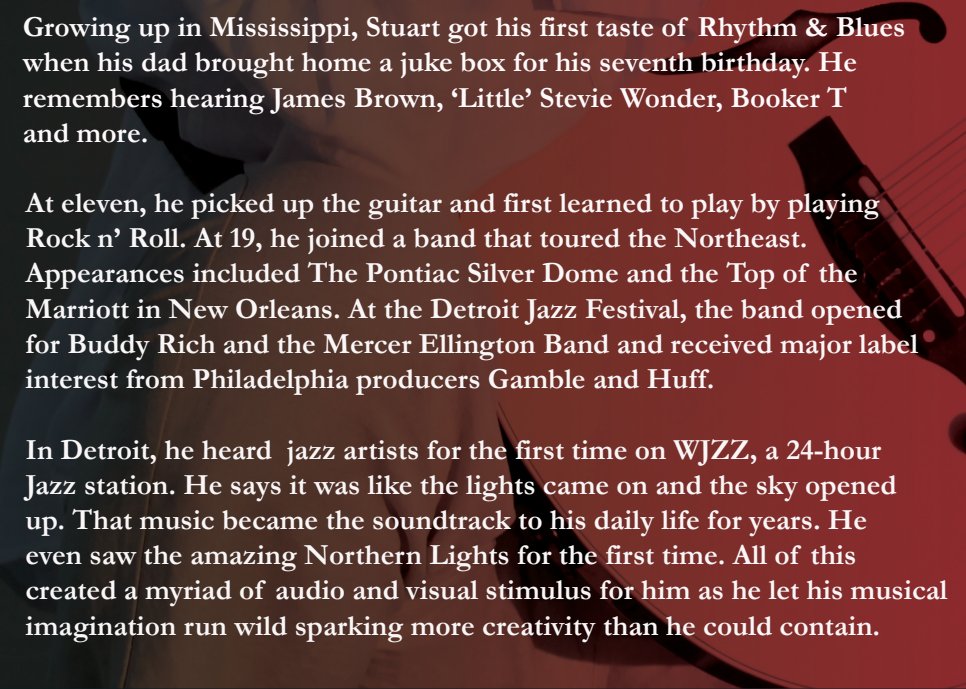 Growing up in Mississippi, Stuart got his first taste of Rhythm & Blues
when his dad brought home a juke box for his seventh birthday. He
remembers hearing James Brown, ‘Little’ Stevie Wonder, Booker T
and more.
At eleven, he picked up the guitar and first learned to play by playing
Rock n’ Roll. At 19, he joined a band that toured the Northeast.
Appearances included The Pontiac Silver Dome and the Top of the
Marriott in New Orleans. At the Detroit Jazz Festival, the band opened
for Buddy Rich and the Mercer Ellington Band and received major label
interest from Philadelphia producers Gamble and Huff.
In Detroit, he heard jazz artists for the first time on WJZZ, a 24-hour
Jazz station. He says it was like the lights came on and the sky opened
up. That music became the soundtrack to his daily life for years. He
even saw the amazing Northern Lights for the first time. All of this
created a myriad of audio and visual stimulus for him as he let his musical
imagination run wild sparking more creativity than he could contain.